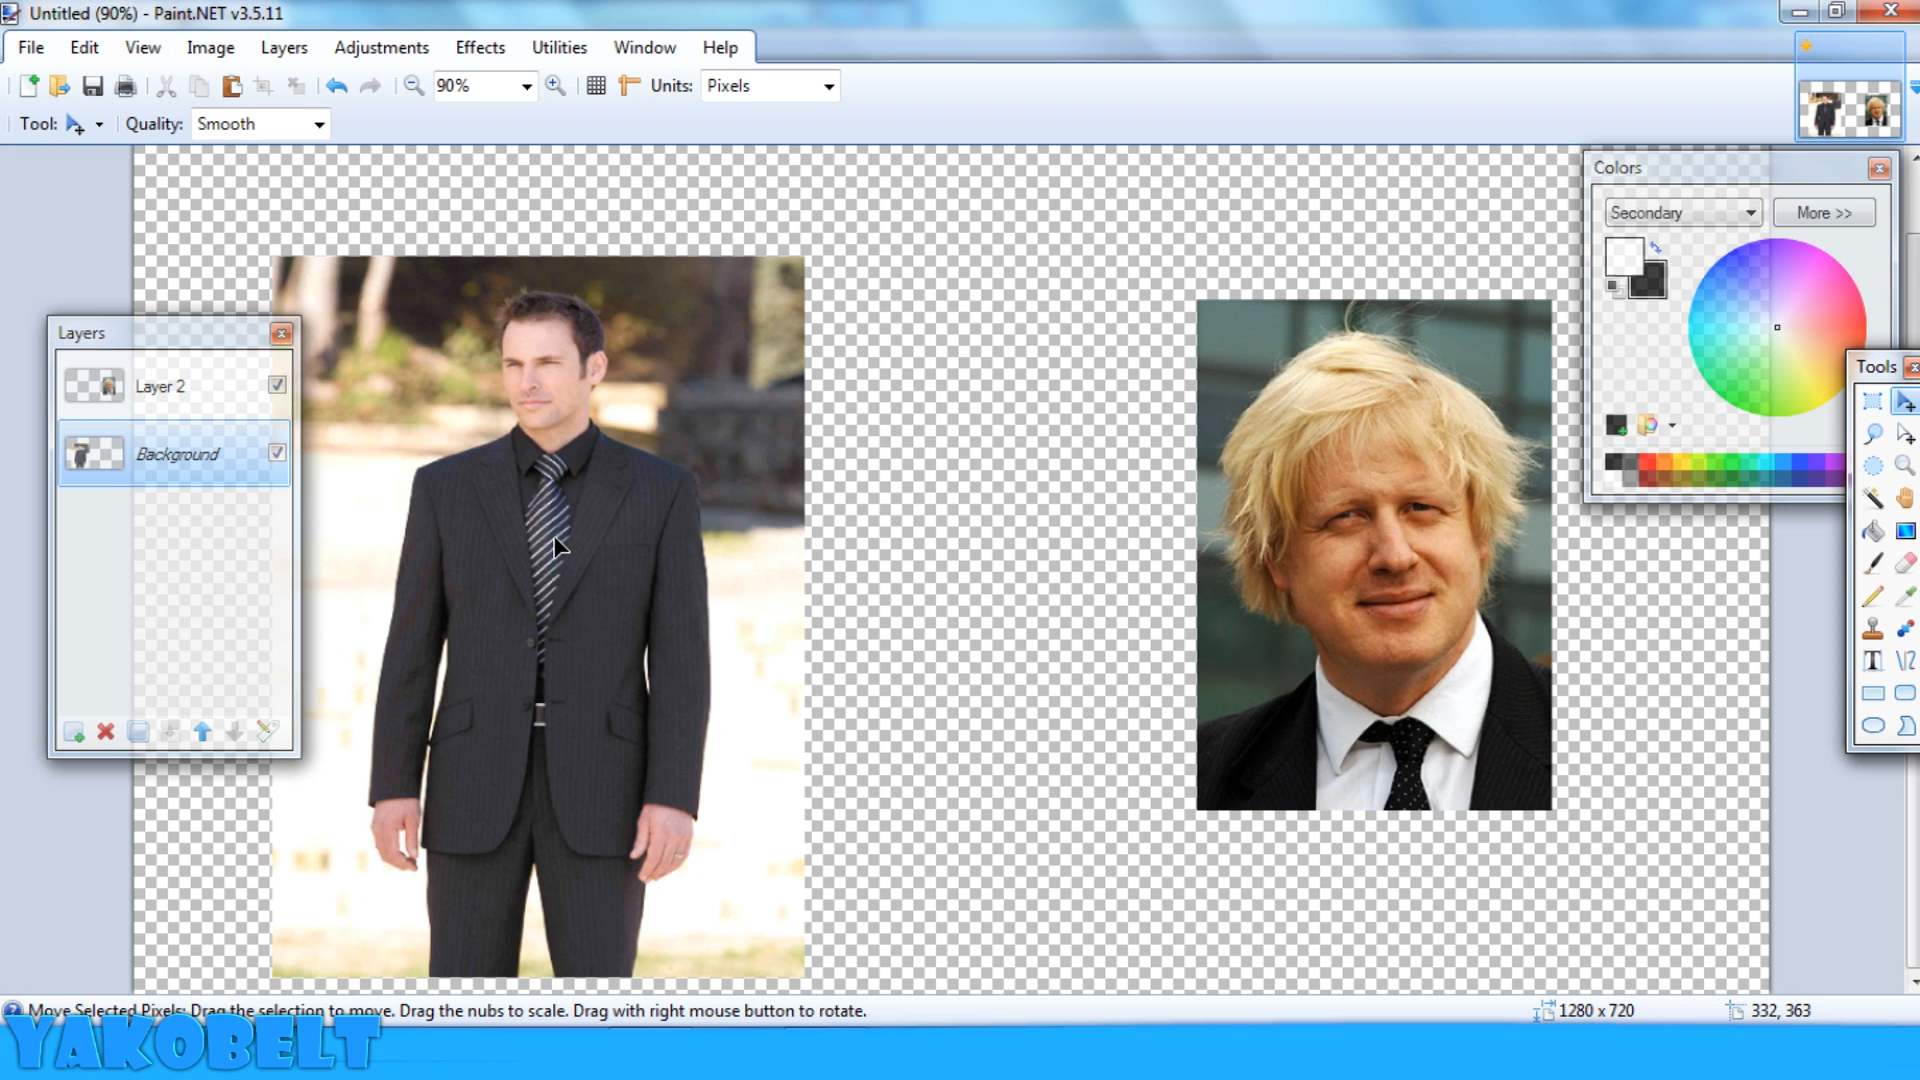 Untitled (90%) - Paint.NET v3.5.11
File Edit View Image Layers Adjustments Effects Utilities Window Help
90% Units: Pixels
Tool: Quality: Smooth
Colors
Secondary More >>
Layers
Layer 2
Background
Tools
Move Selected Pixels: Drag the selection to move. Drag the nubs to scale. Drag with right mouse button to rotate.
1280 x 720 332, 363
YAKOBELT